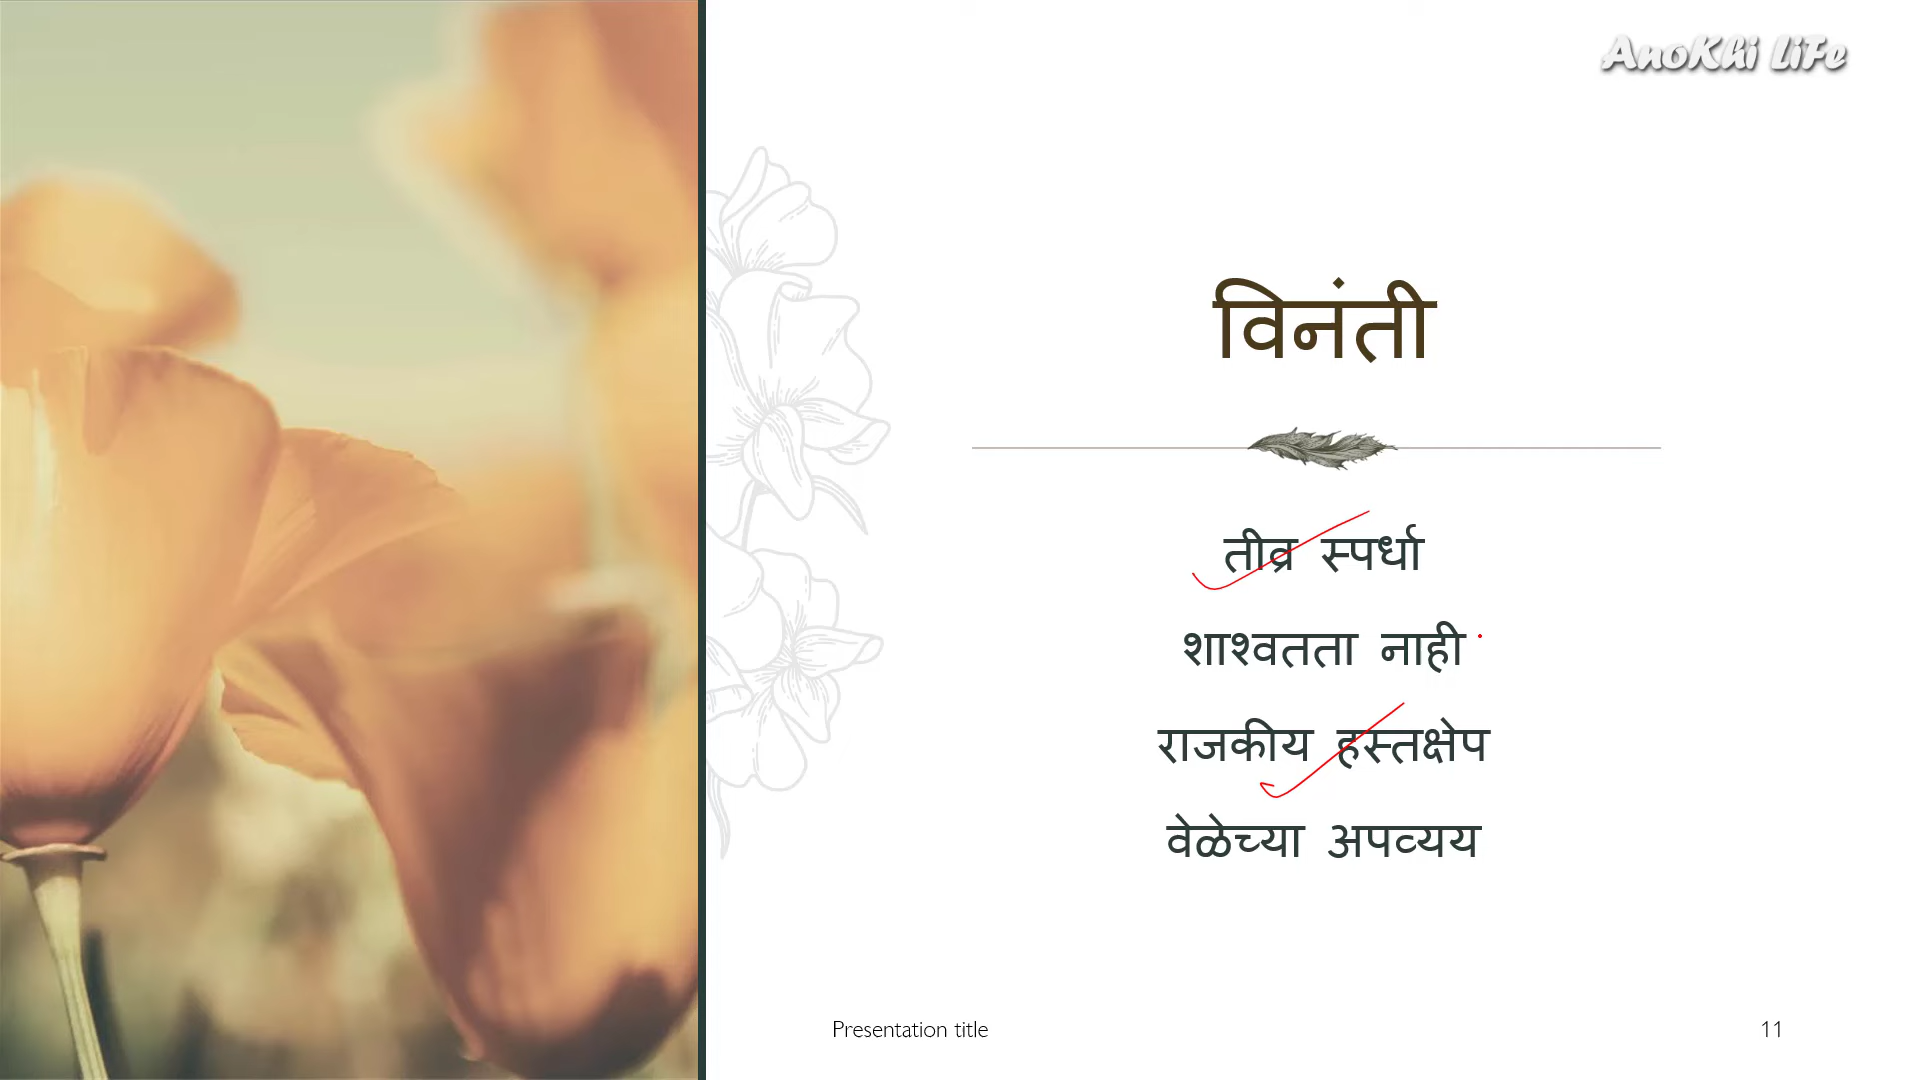 AnoKhi LiFe
विनंती
तीव्र स्पर्धा
शाश्वतता नाही
राजकीय हस्तक्षेप
वेळेच्या अपव्यय
Presentation title
11